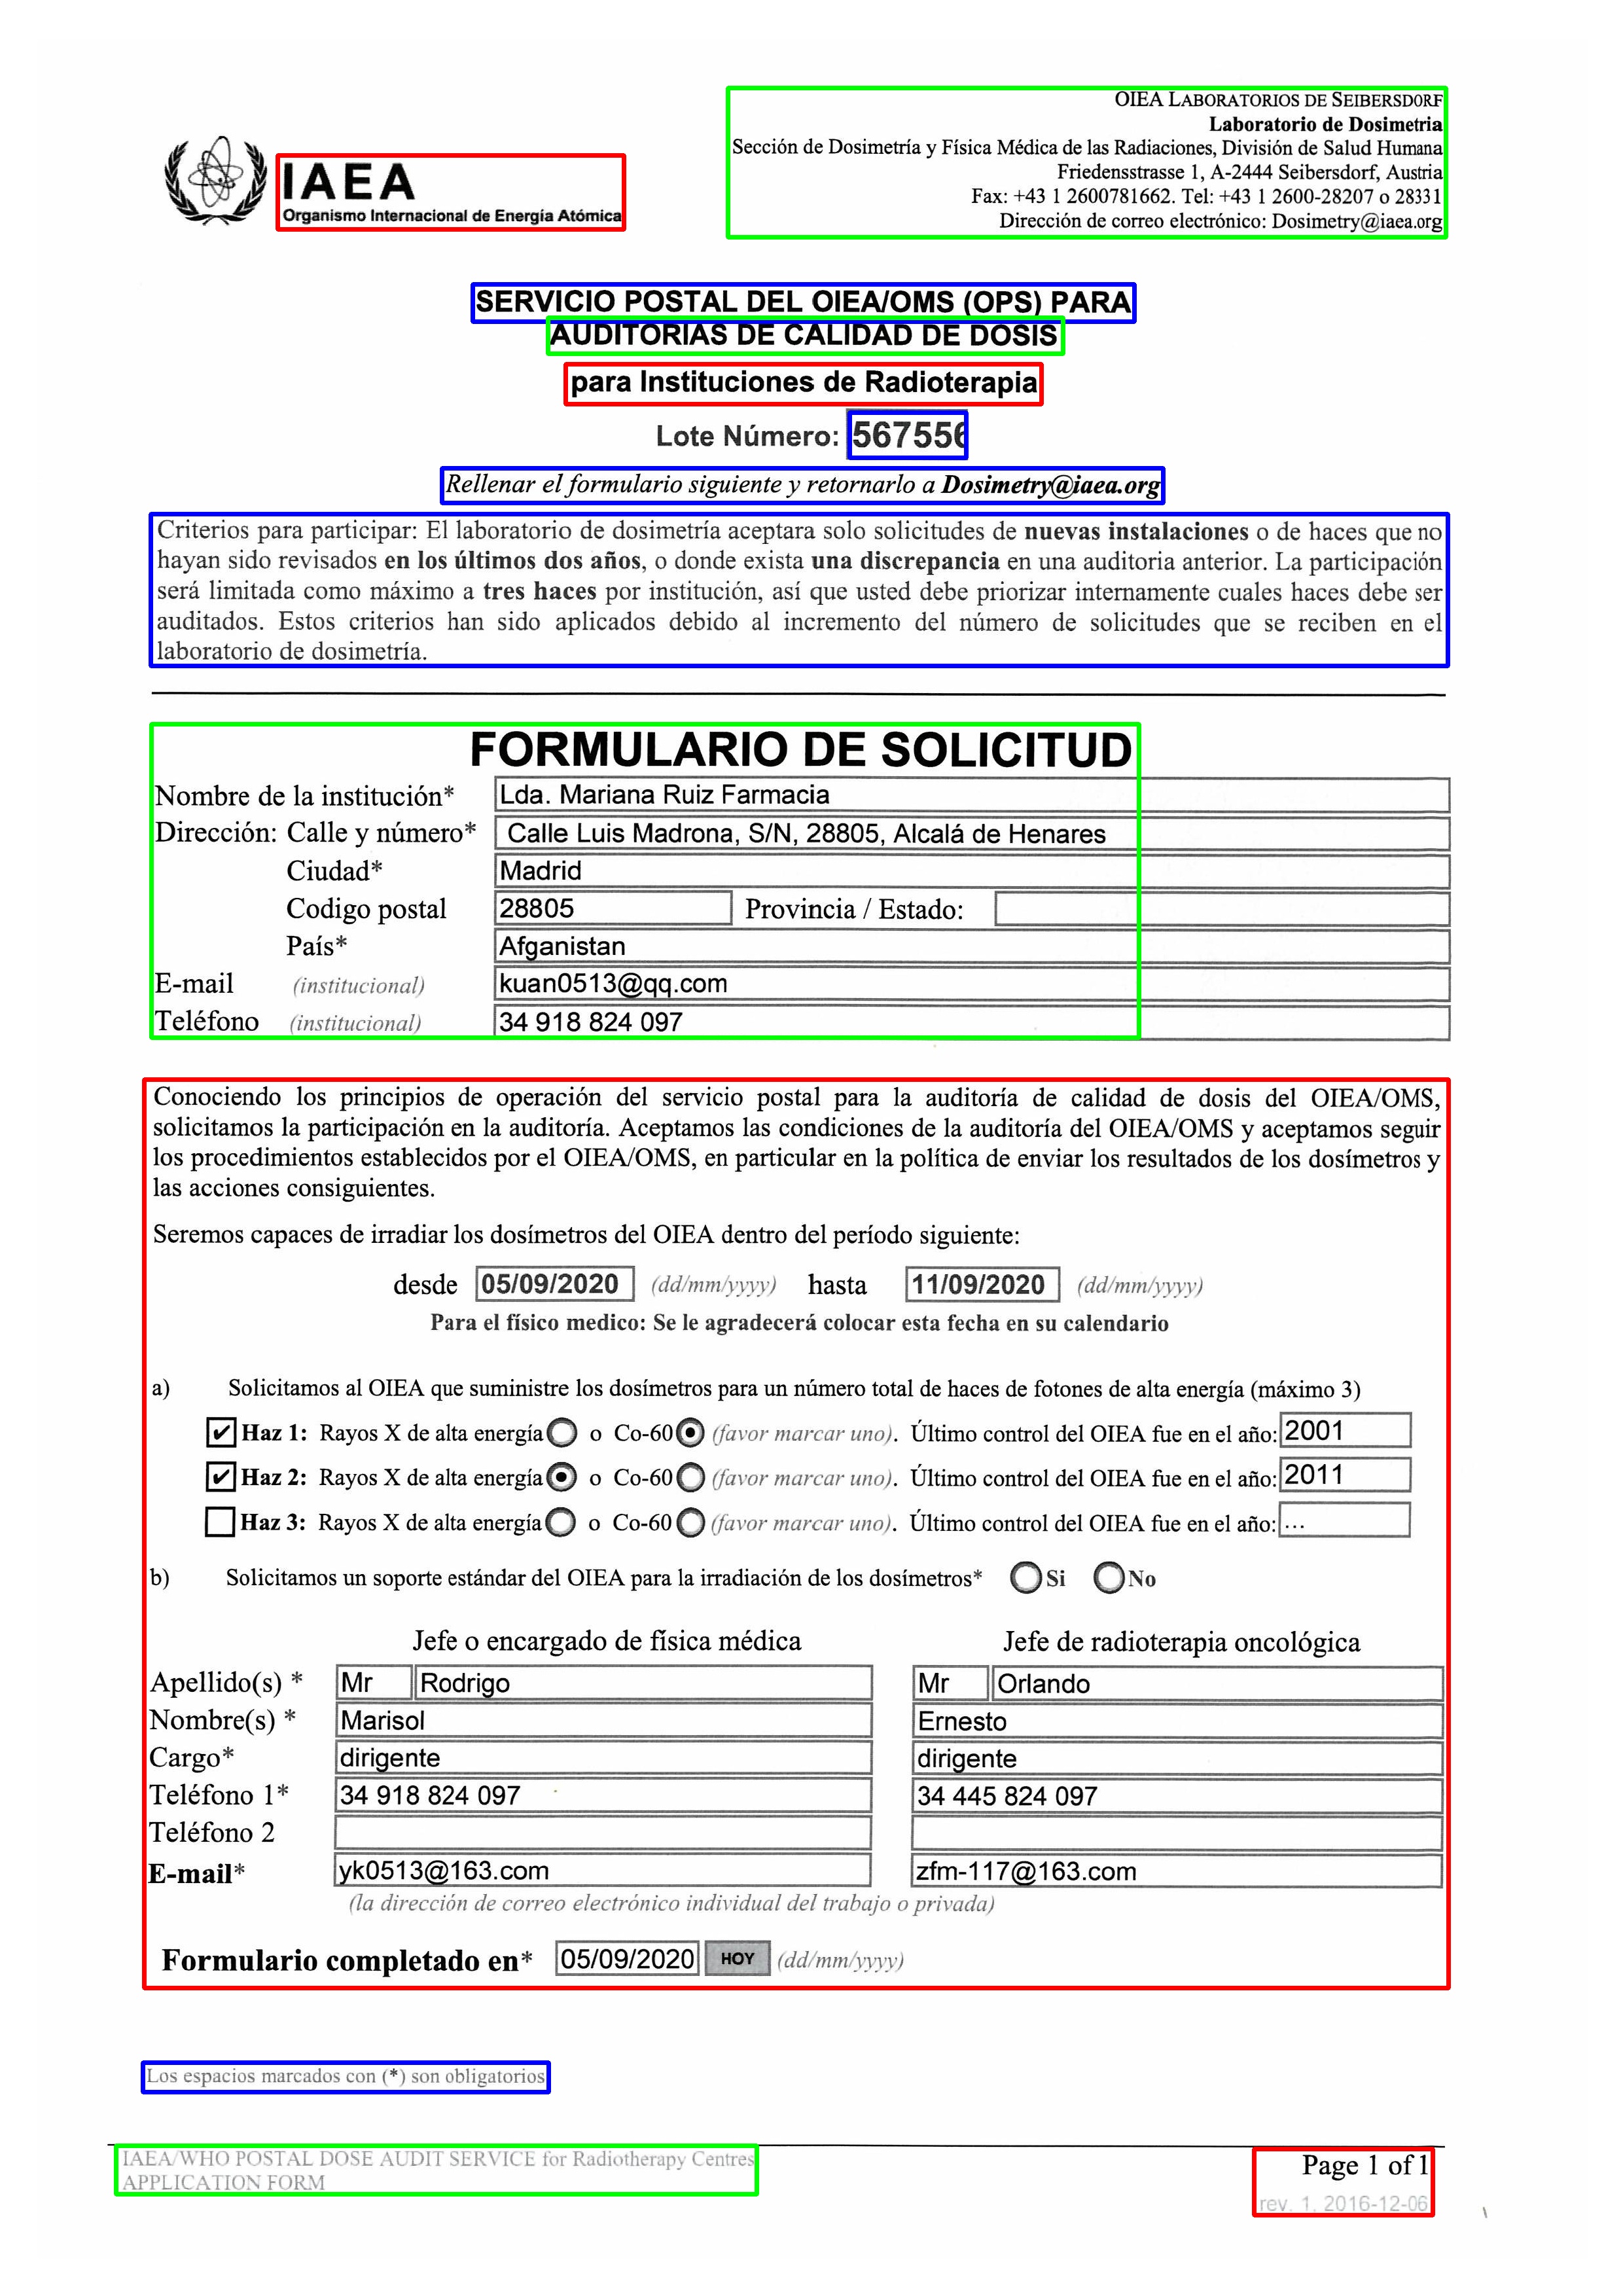 IAEA
Organismo Internacional de Energía Atómica
OIEA LABORATORIOS DE SEIBERSDORF
Laboratorio de Dosimetria
Sección de Dosimetría y Física Médica de las Radiaciones, División de Salud Humana
Friedensstrasse 1, A-2444 Seibersdorf, Austria
Fax: +43 1 2600781662. Tel: +43 1 2600-28207 o 28331
Dirección de correo electrónico: Dosimetry@iaea.org
SERVICIO POSTAL DEL OIEA/OMS (OPS) PARA
AUDITORIAS DE CALIDAD DE DOSIS
para Instituciones de Radioterapia
Lote Número: 567556
Rellenar el formulario siguiente y retornarlo a Dosimetry@iaea.org
Criterios para participar: El laboratorio de dosimetría aceptara solo solicitudes de nuevas instalaciones o de haces que no
hayan sido revisados en los últimos dos años, o donde exista una discrepancia en una auditoria anterior. La participación
será limitada como máximo a tres haces por institución, así que usted debe priorizar internamente cuales haces debe ser
auditados. Estos criterios han sido aplicados debido al incremento del número de solicitudes que se reciben en el
laboratorio de dosimetría.
FORMULARIO DE SOLICITUD
Nombre de la institución* Lda. Mariana Ruiz Farmacia
Dirección: Calle y número* Calle Luis Madrona, S/N, 28805, Alcalá de Henares
Ciudad* Madrid
Codigo postal 28805 Provincia / Estado:
País* Afganistan
E-mail (institucional) kuan0513@qq.com
Teléfono (institucional) 34 918 824 097
Conociendo los principios de operación del servicio postal para la auditoría de calidad de dosis del OIEA/OMS,
solicitamos la participación en la auditoría. Aceptamos las condiciones de la auditoría del OIEA/OMS y aceptamos seguir
los procedimientos establecidos por el OIEA/OMS, en particular en la política de enviar los resultados de los dosímetros y
las acciones consiguientes.
Seremos capaces de irradiar los dosímetros del OIEA dentro del período siguiente:
desde 05/09/2020 (dd/mm/yyyy) hasta 11/09/2020 (dd/mm/yyyy)
Para el físico medico: Se le agradecerá colocar esta fecha en su calendario
a) Solicitamos al OIEA que suministre los dosímetros para un número total de haces de fotones de alta energía (máximo 3)
Haz 1: Rayos X de alta energía o Co-60 (favor marcar uno). Último control del OIEA fue en el año: 2001
Haz 2: Rayos X de alta energía o Co-60 (favor marcar uno). Último control del OIEA fue en el año: 2011
Haz 3: Rayos X de alta energía o Co-60 (favor marcar uno). Último control del OIEA fue en el año: ...
b) Solicitamos un soporte estándar del OIEA para la irradiación de los dosímetros* Si No
Jefe o encargado de física médica Jefe de radioterapia oncológica
Apellido(s) * Mr Rodrigo Mr Orlando
Nombre(s) * Marisol Ernesto
Cargo* dirigente dirigente
Teléfono 1* 34 918 824 097 34 445 824 097
Teléfono 2
E-mail* yk0513@163.com zfm-117@163.com
(la dirección de correo electrónico individual del trabajo o privada)
Formulario completado en* 05/09/2020 HOY (dd/mm/yyyy)
Los espacios marcados con (*) son obligatorios
IAEA/WHO POSTAL DOSE AUDIT SERVICE for Radiotherapy Centres
APPLICATION FORM
Page 1 of 1
rev. 1, 2016-12-06